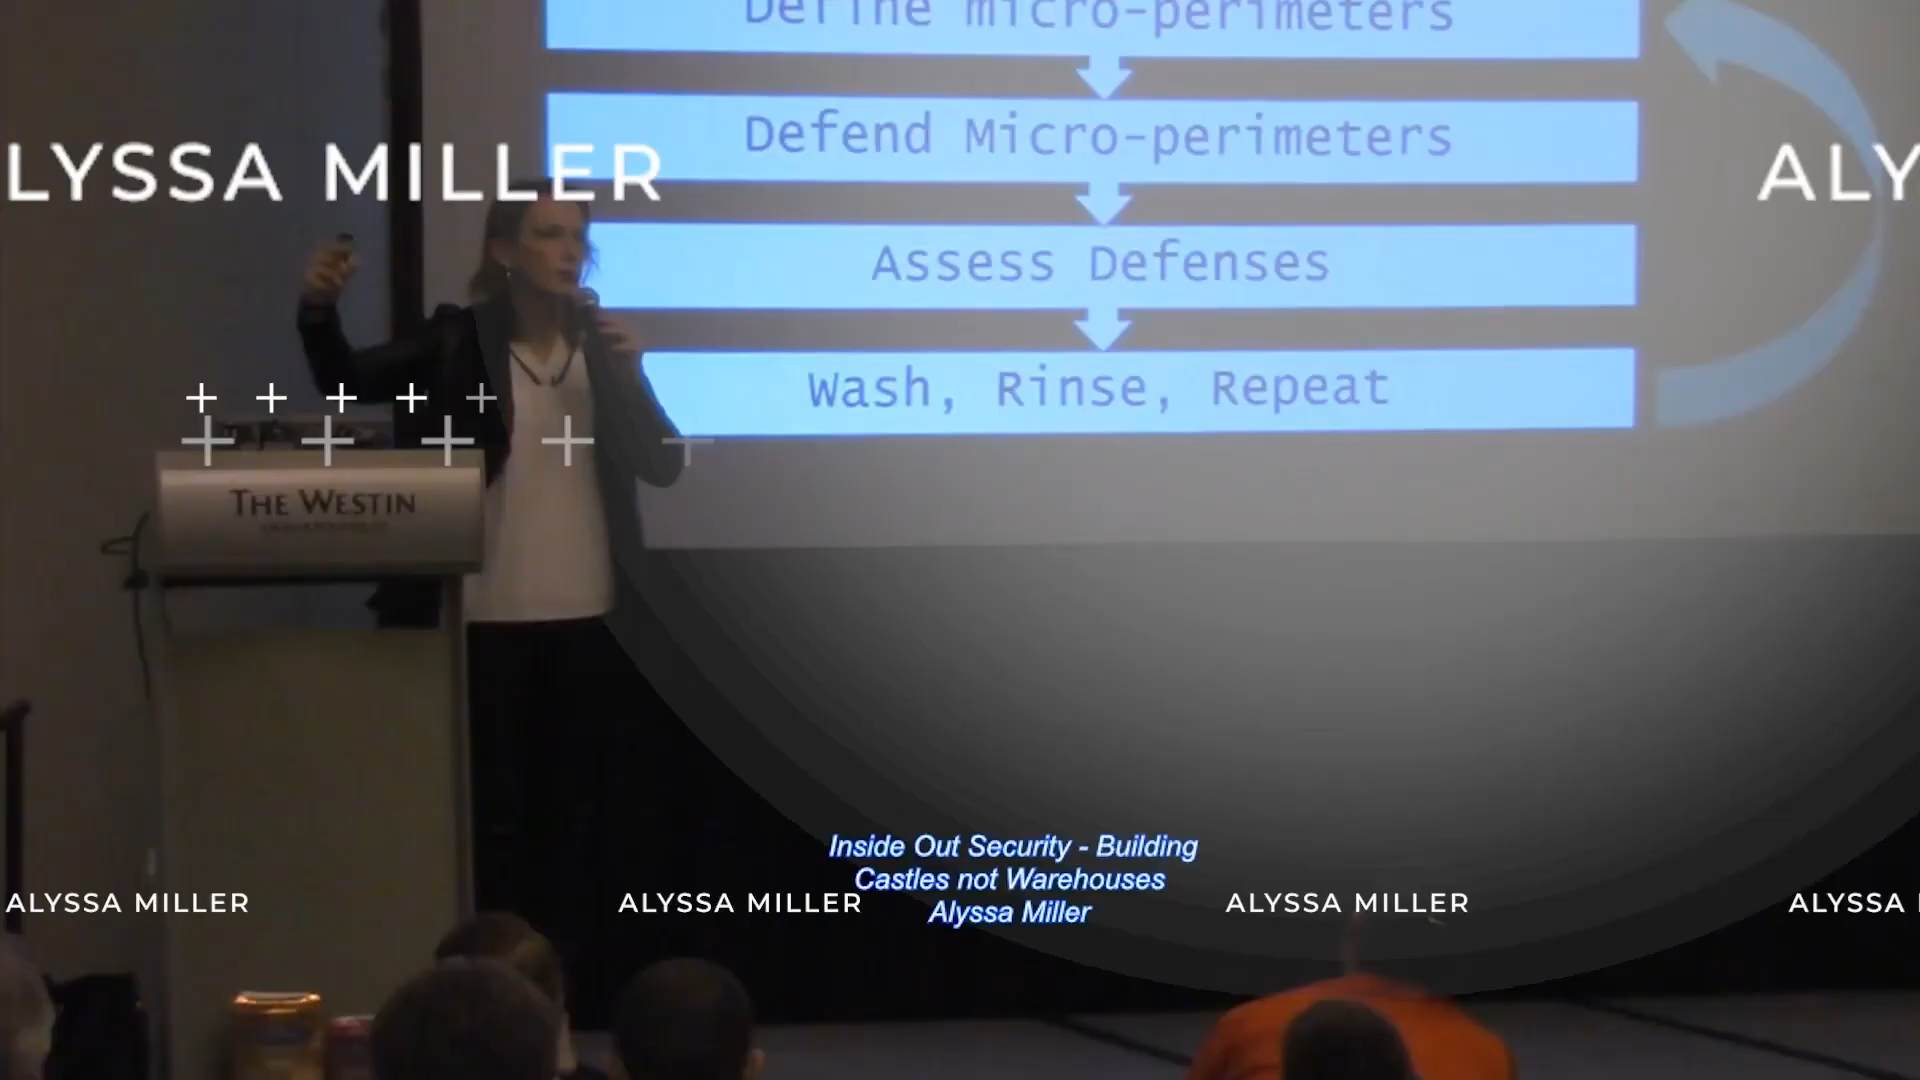 Define micro-perimeters
Defend Micro-perimeters
LYSSA MILLER
ALY
Assess Defenses
Wash, Rinse, Repeat
THE WESTIN
Inside Out Security - Building
Castles not Warehouses
Alyssa Miller
ALYSSA MILLER
ALYSSA MILLER
ALYSSA MILLER
ALYSSA